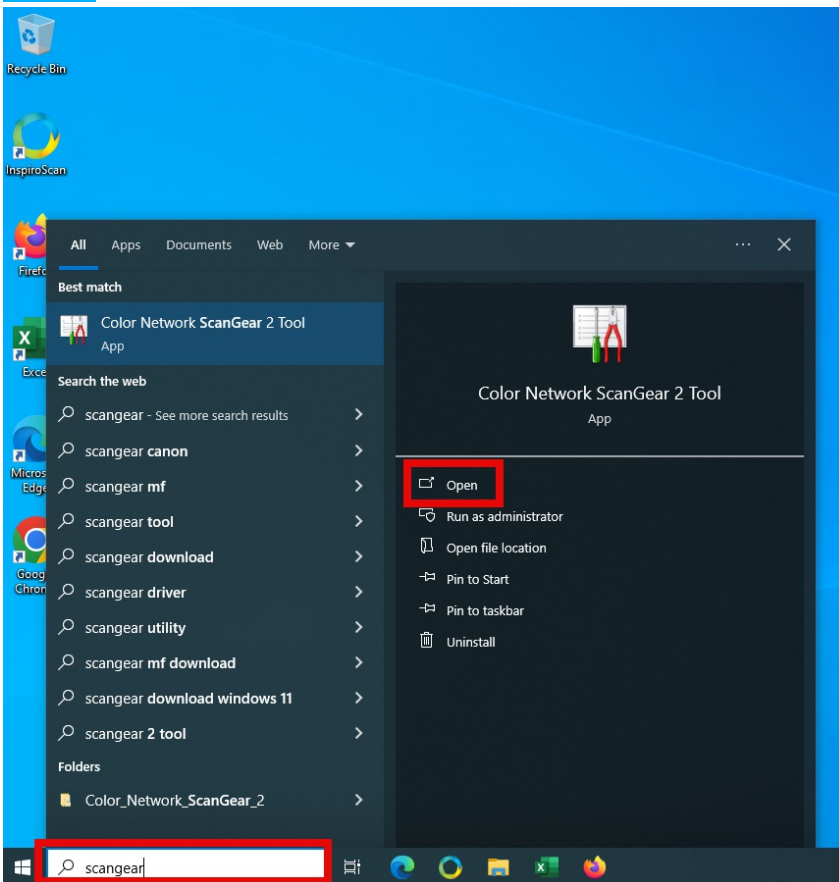 Recycle Bin
InspiroScan
Firefo
Exce
Micros
Edge
Goog
Chron
All Apps Documents Web More
Best match
Color Network ScanGear 2 Tool
App
Search the web
scangear - See more search results
scangear canon
scangear mf
scangear tool
scangear download
scangear driver
scangear utility
scangear mf download
scangear download windows 11
scangear 2 tool
Folders
Color_Network_ScanGear_2
Color Network ScanGear 2 Tool
App
Open
Run as administrator
Open file location
Pin to Start
Pin to taskbar
Uninstall
scangear